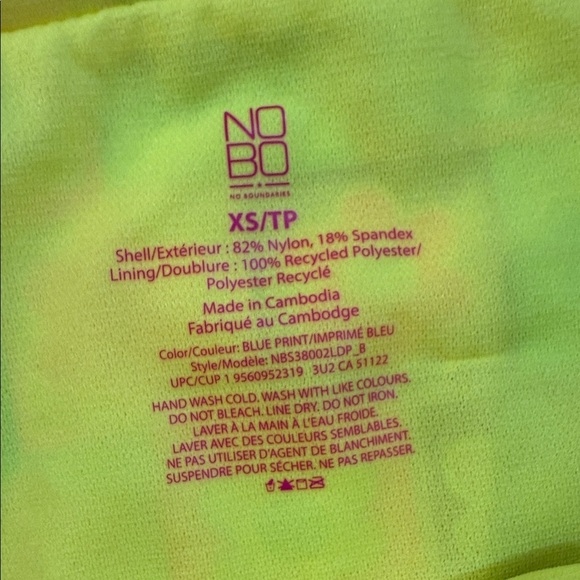 NO
BO
NO BOUNDARIES
XS/TP
Shell/Extérieur : 82% Nylon, 18% Spandex
Lining/Doublure : 100% Recycled Polyester/
Polyester Recyclé
Made in Cambodia
Fabriqué au Cambodge
Color/Couleur: BLUE PRINT/IMPRIMÉ BLEU
Style/Modèle: NBS38002LDP_B
UPC/CUP 1 9560952319 3U2 CA 51122
HAND WASH COLD. WASH WITH LIKE COLOURS.
DO NOT BLEACH. LINE DRY. DO NOT IRON.
LAVER À LA MAIN À L'EAU FROIDE.
LAVER AVEC DES COULEURS SEMBLABLES.
NE PAS UTILISER D'AGENT DE BLANCHIMENT.
SUSPENDRE POUR SÉCHER. NE PAS REPASSER.